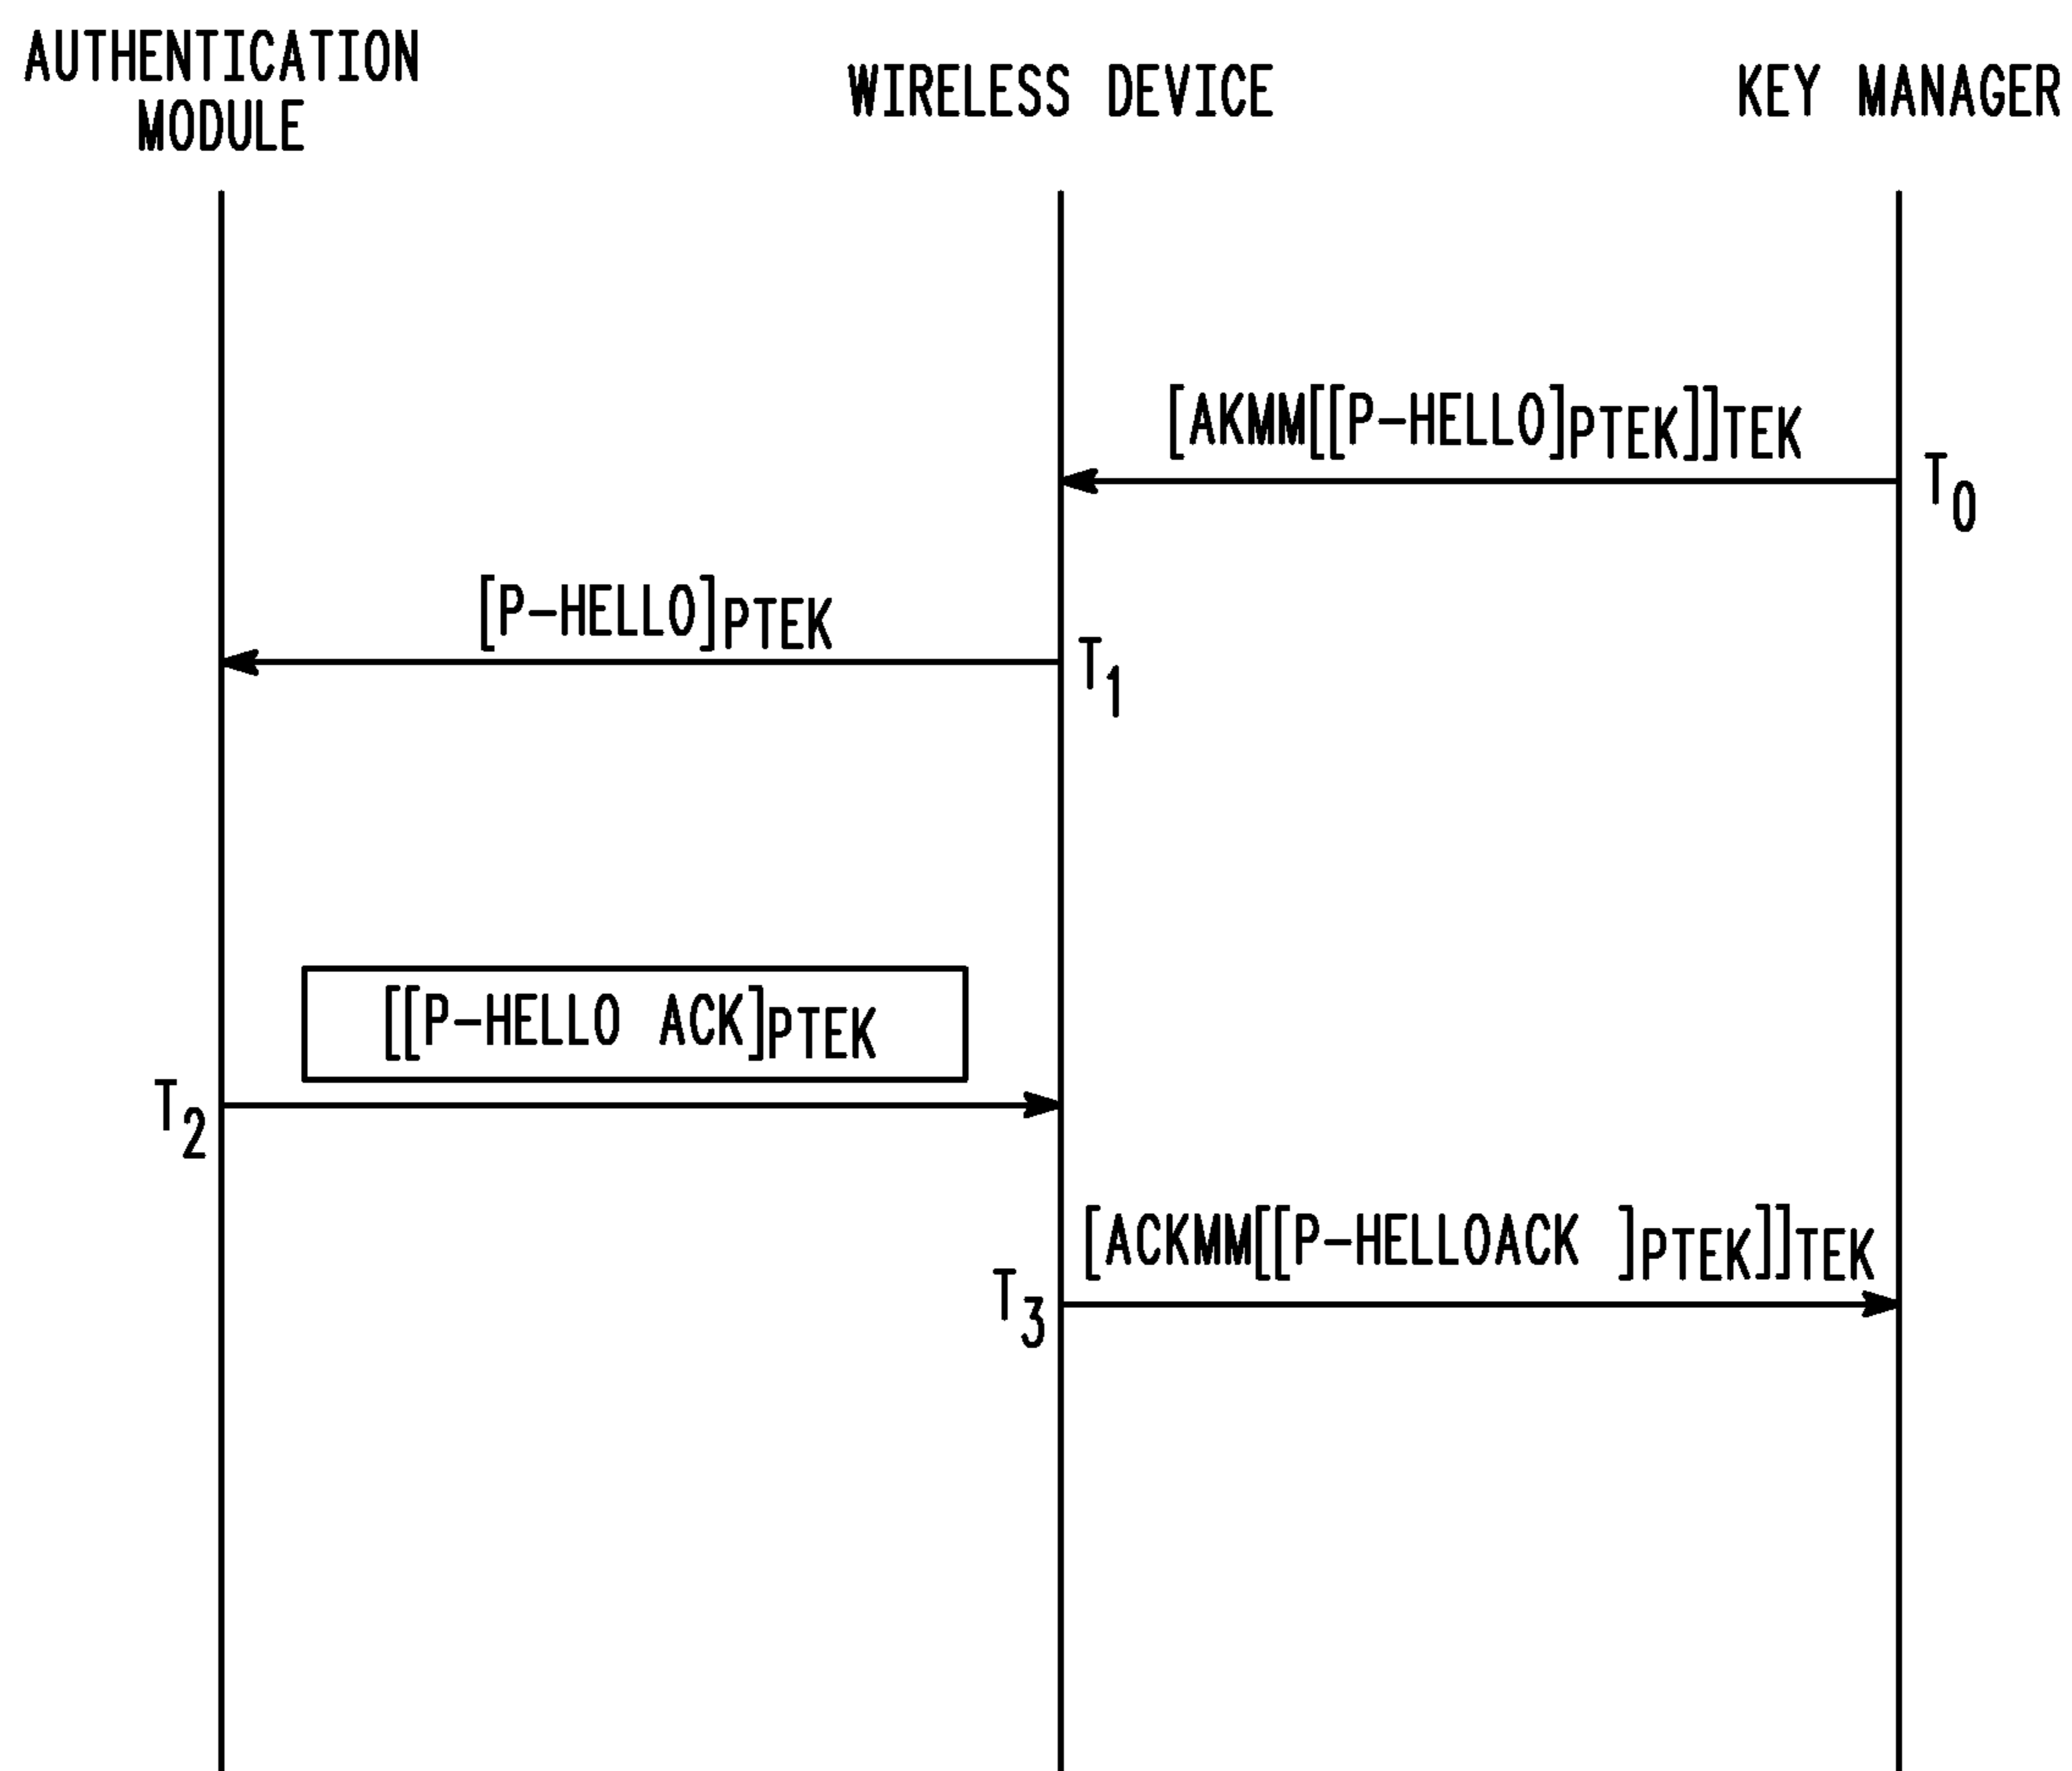 AUTHENTICATION
MODULE
WIRELESS DEVICE
KEY MANAGER
[AKMM[[P-HELLO]PTEK]]TEK
T0
[P-HELLO]PTEK
T1
[[P-HELLO ACK]PTEK
T2
[ACKMM[[P-HELLOACK ]PTEK]]TEK
T3